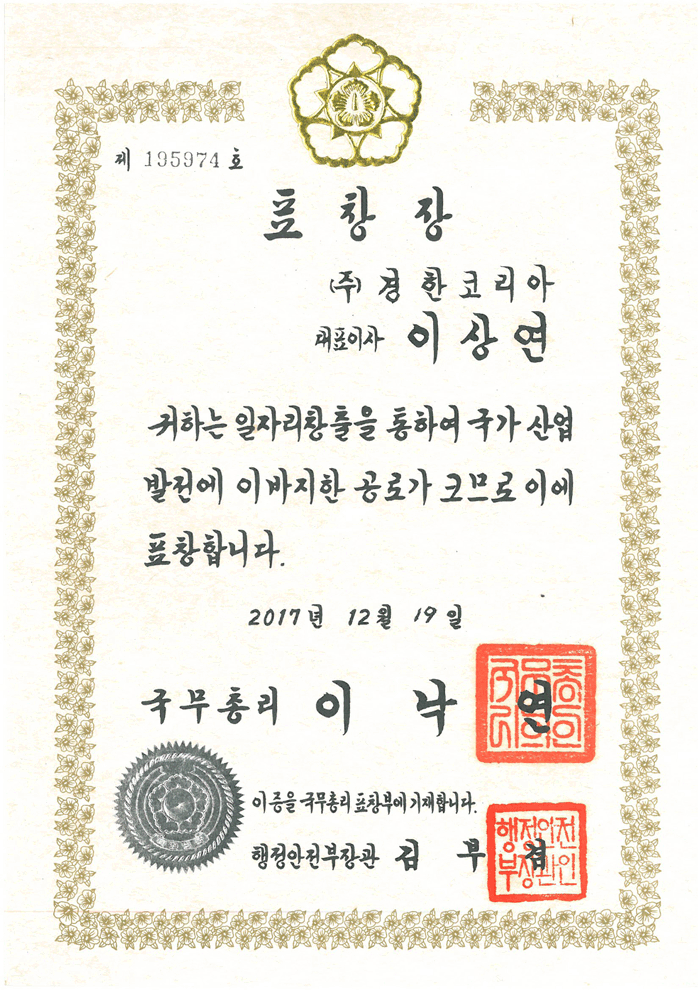 제 195974 호
표창장
(주) 경한코리아
대표이사 이상연
귀하는 일자리창출을 통하여 국가 산업
발전에 이바지한 공로가 크므로 이에
표창합니다.
2017년 12월 19일
국무총리 이낙연
이 증을 국무총리 표창부에 기재합니다.
행정안전부장관 김부겸
행정안전
부장관인